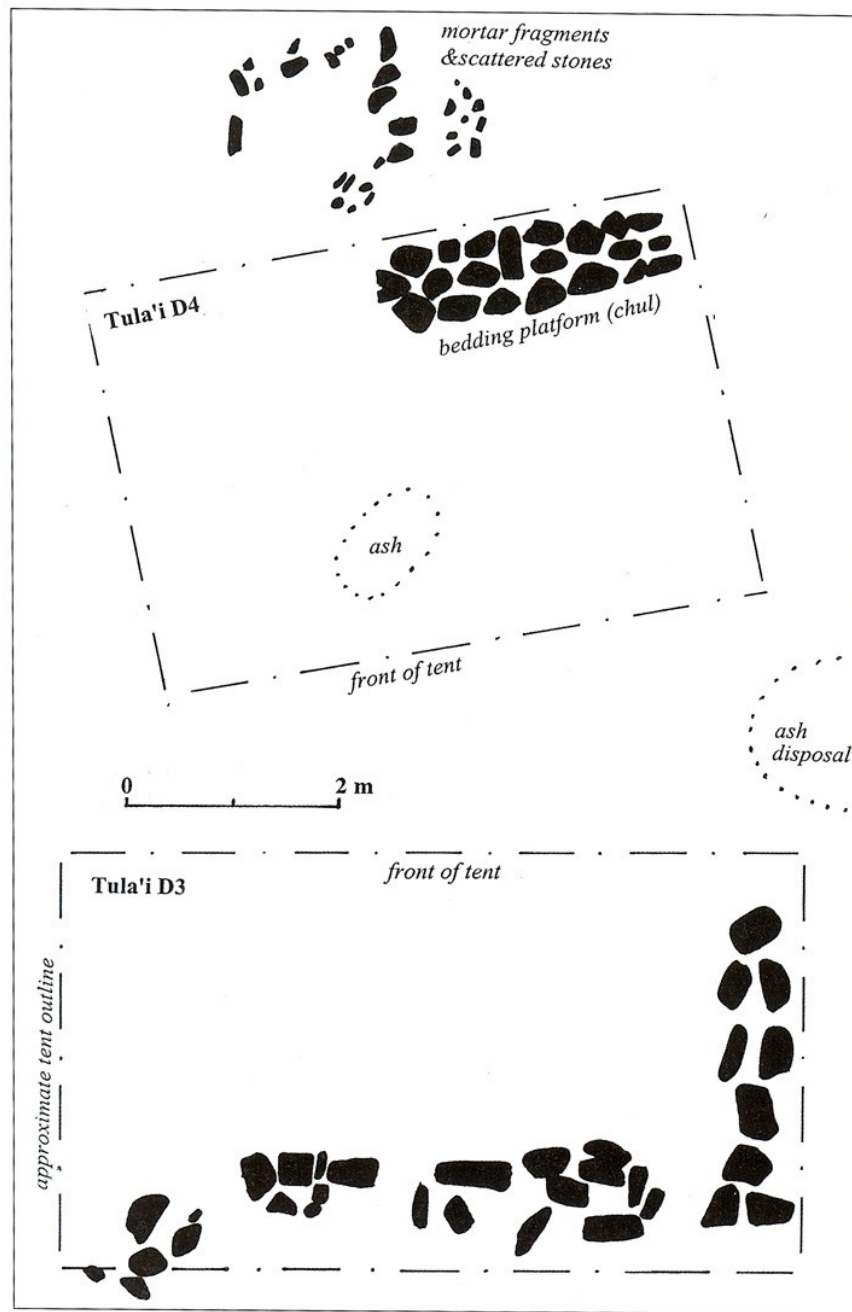 mortar fragments
&scattered stones
Tula'i D4
bedding platform (chul)
ash
front of tent
ash
disposal
0 2 m
front of tent
Tula'i D3
approximate tent outline